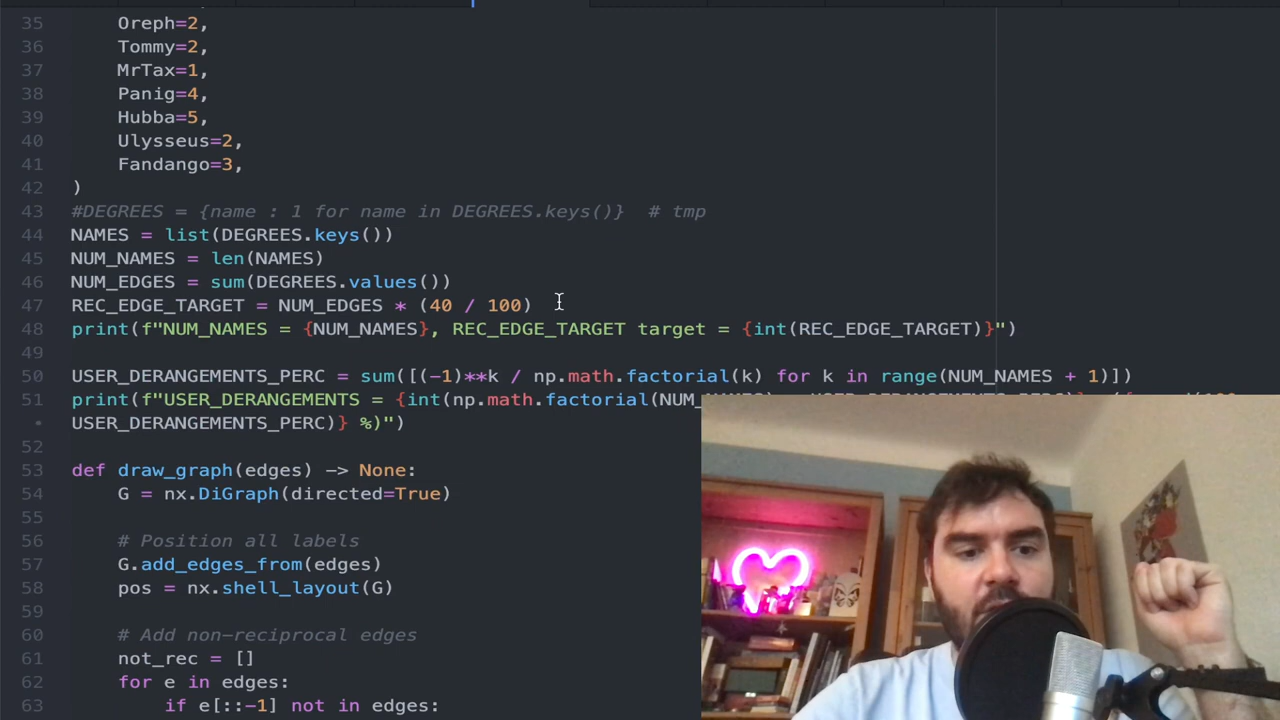 35 Oreph=2,
36 Tommy=2,
37 MrTax=1,
38 Panig=4,
39 Hubba=5,
40 Ulysseus=2,
41 Fandango=3,
42 )
43 #DEGREES = {name : 1 for name in DEGREES.keys()}  # tmp
44 NAMES = list(DEGREES.keys())
45 NUM_NAMES = len(NAMES)
46 NUM_EDGES = sum(DEGREES.values())
47 REC_EDGE_TARGET = NUM_EDGES * (40 / 100)
48 print(f"NUM_NAMES = {NUM_NAMES}, REC_EDGE_TARGET target = {int(REC_EDGE_TARGET)}")
49
50 USER_DERANGEMENTS_PERC = sum([(-1)**k / np.math.factorial(k) for k in range(NUM_NAMES + 1)])
51 print(f"USER_DERANGEMENTS = {int(np.math.factorial(
• USER_DERANGEMENTS_PERC)} %)")
52
53 def draw_graph(edges) -> None:
54 G = nx.DiGraph(directed=True)
55
56 # Position all labels
57 G.add_edges_from(edges)
58 pos = nx.shell_layout(G)
59
60 # Add non-reciprocal edges
61 not_rec = []
62 for e in edges:
63 if e[::-1] not in edges: